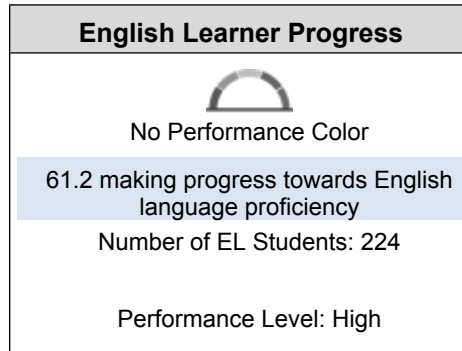 English Learner Progress
No Performance Color
61.2 making progress towards English
language proficiency
Number of EL Students: 224
Performance Level: High